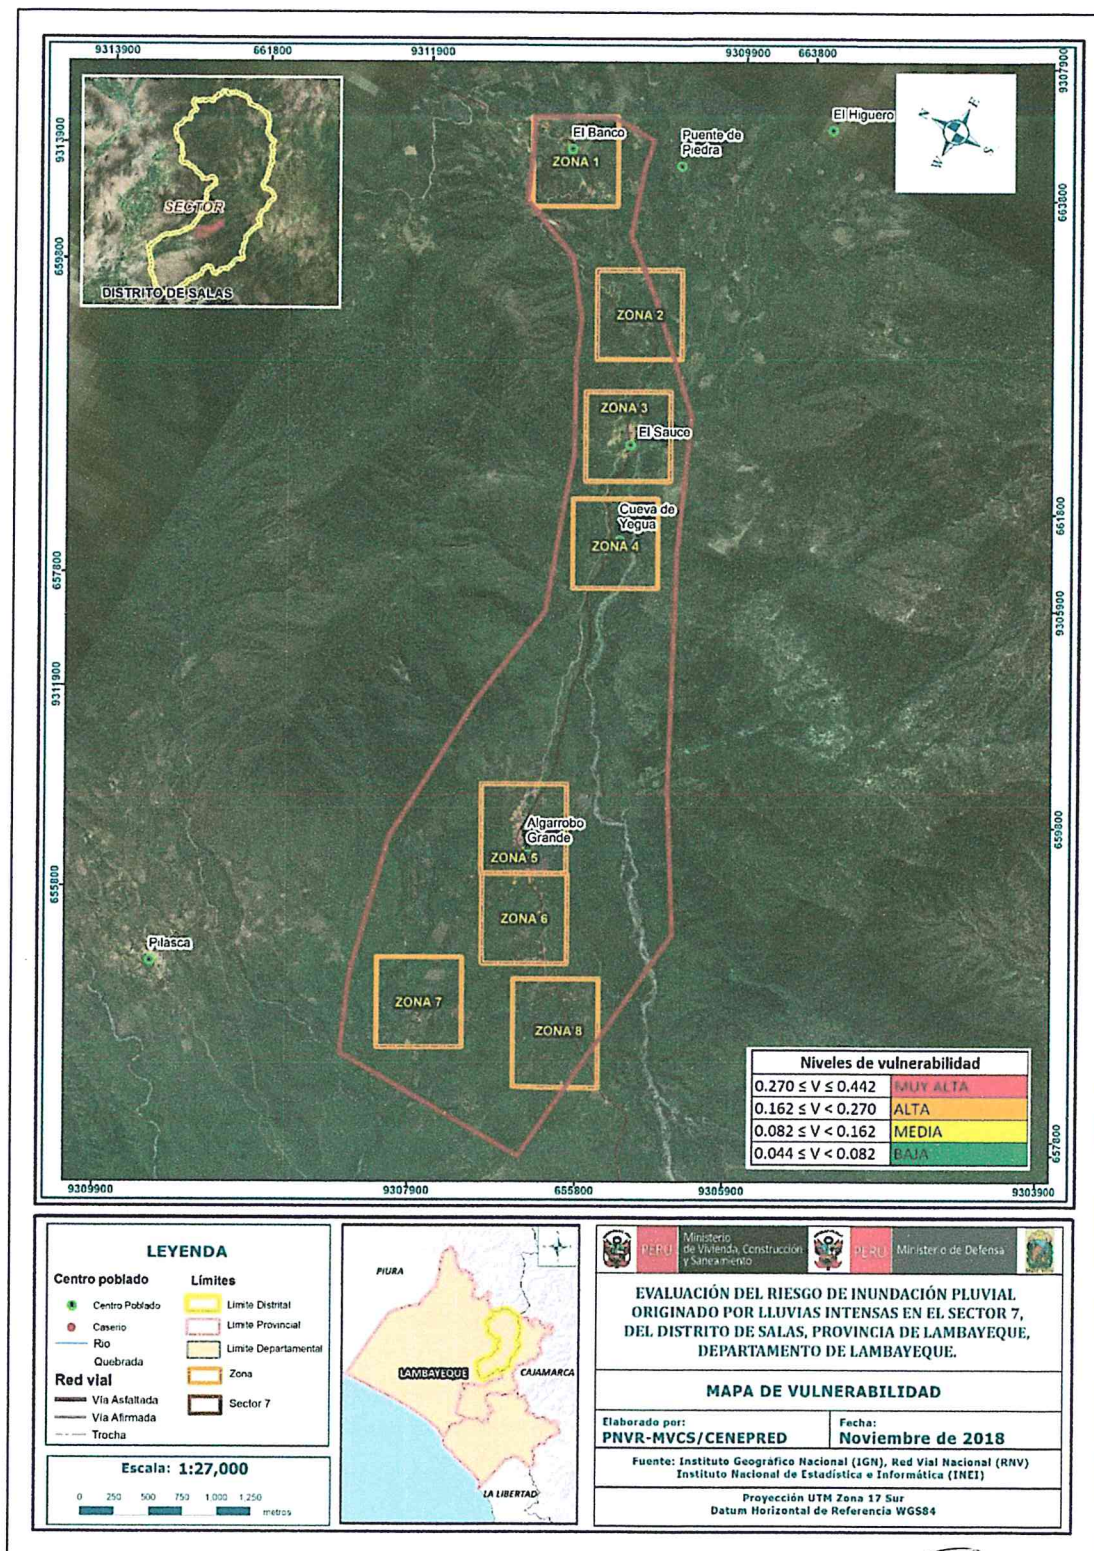 9313900
661800
9311900
9309900
663800
9307900
9313900
663800
659800
661800
657800
9305900
9311900
659800
655800
657800
9309900
9307900
655800
9305900
9303900
SECTOR
DISTRITO DE SALAS
N
E
W
S
El Banco
ZONA 1
Puente de
Piedra
El Higuero
ZONA 2
ZONA 3
El Sauce
Cueva de
Yegua
ZONA 4
Algarrobo
Grande
ZONA 5
ZONA 6
Pilasca
ZONA 7
ZONA 8
Niveles de vulnerabilidad
0.270 ≤ V ≤ 0.442 MUY ALTA
0.162 ≤ V < 0.270 ALTA
0.082 ≤ V < 0.162 MEDIA
0.044 ≤ V < 0.082 BAJA
LEYENDA
Centro poblado
Centro Poblado
Caserio
Rio
Quebrada
Red vial
Vía Asfaltada
Vía Afirmada
Trocha
Límites
Limite Distrital
Limite Provincial
Limite Departamental
Zona
Sector 7
Escala: 1:27,000
0 250 500 750 1,000 1,250
metros
PIURA
LAMBAYEQUE
CAJAMARCA
LA LIBERTAD
PERÚ
Ministerio
de Vivienda, Construcción
y Saneamiento
PERÚ
Ministerio de Defensa
EVALUACIÓN DEL RIESGO DE INUNDACIÓN PLUVIAL
ORIGINADO POR LLUVIAS INTENSAS EN EL SECTOR 7,
DEL DISTRITO DE SALAS, PROVINCIA DE LAMBAYEQUE,
DEPARTAMENTO DE LAMBAYEQUE.
MAPA DE VULNERABILIDAD
Elaborado por:
PNVR-MVCS/CENEPRED
Fecha:
Noviembre de 2018
Fuente: Instituto Geográfico Nacional (IGN), Red Vial Nacional (RNV)
Instituto Nacional de Estadística e Informática (INEI)
Proyección UTM Zona 17 Sur
Datum Horizontal de Referencia WGS84